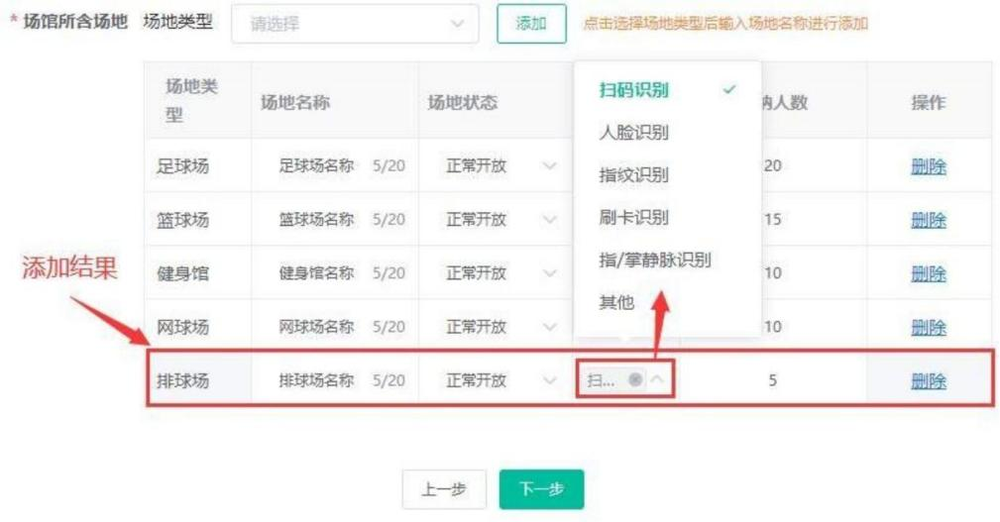 * 场馆所含场地 场地类型 请选择 添加 点击选择场地类型后输入场地名称进行添加
场地类型 场地名称 场地状态 纳人数 操作
足球场 足球场名称 5/20 正常开放 20 删除
篮球场 篮球场名称 5/20 正常开放 15 删除
健身馆 健身馆名称 5/20 正常开放 10 删除
网球场 网球场名称 5/20 正常开放 10 删除
排球场 排球场名称 5/20 正常开放 扫... 5 删除
扫码识别
人脸识别
指纹识别
刷卡识别
指/掌静脉识别
其他
添加结果
上一步 下一步